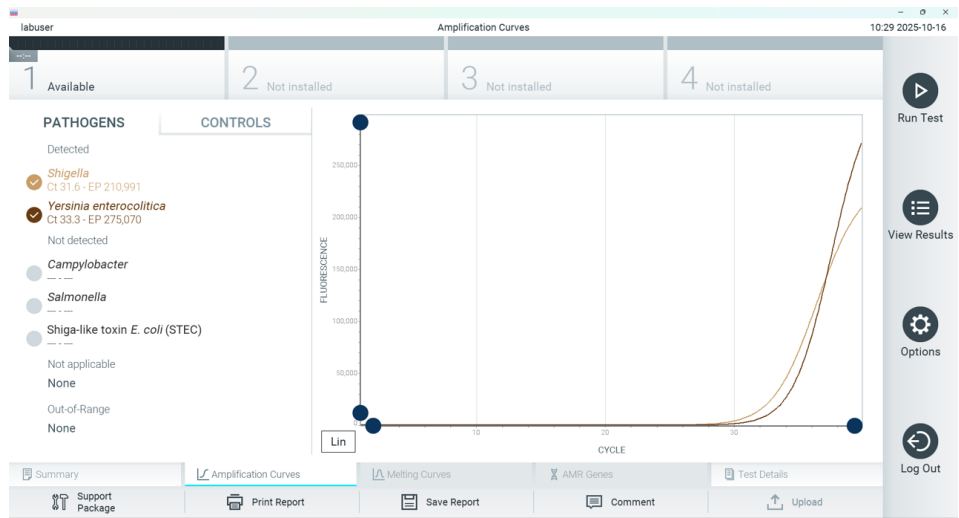 labuser
Amplification Curves
10:29 2025-10-16
--:--
1 Available
2 Not installed
3 Not installed
4 Not installed
Run Test
View Results
Options
Log Out
PATHOGENS
CONTROLS
Detected
Shigella
Ct 31.6 - EP 210,991
Yersinia enterocolitica
Ct 33.3 - EP 275,070
Not detected
Campylobacter
--- - ---
Salmonella
--- - ---
Shiga-like toxin E. coli (STEC)
--- - ---
Not applicable
None
Out-of-Range
None
FLUORESCENCE
250,000
200,000
150,000
100,000
50,000
0
10
20
30
CYCLE
Lin
Summary
Amplification Curves
Melting Curves
AMR Genes
Test Details
Support
Package
Print Report
Save Report
Comment
Upload